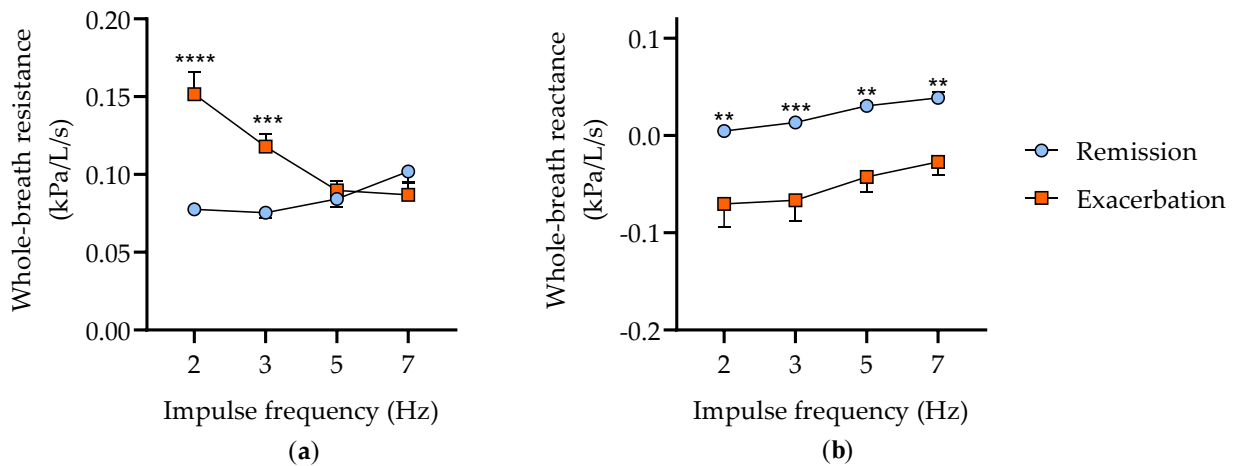 Whole-breath resistance
(kPa/L/s)
0.20
0.15
0.10
0.05
0.00
****
***
2 3 5 7
Impulse frequency (Hz)
(a)
Whole-breath reactance
(kPa/L/s)
0.1
0.0
-0.1
-0.2
** *** ** **
2 3 5 7
Impulse frequency (Hz)
(b)
Remission
Exacerbation